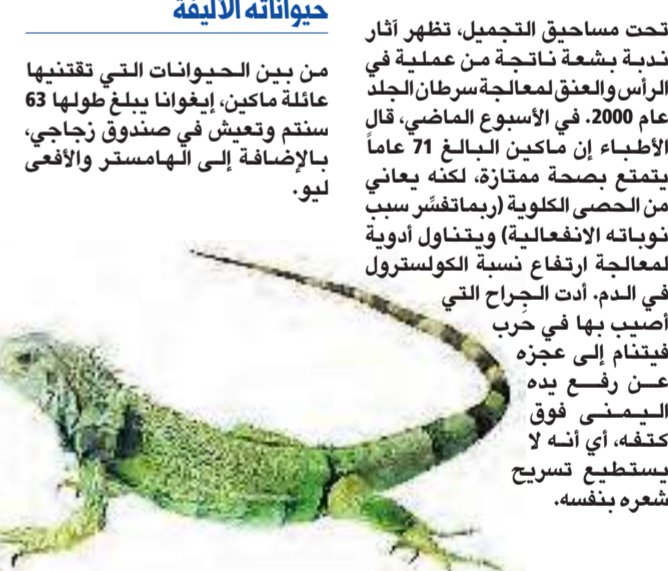 تحت مساحيق التجميل، تظهر آثار
ندبة بشعة ناتجة من عملية في
الرأس والعنق لمعالجة سرطان الجلد
عام 2000. في الأسبوع الماضي، قال
الأطباء إن ماكين البالغ 71 عاماً
يتمتع بصحة ممتازة، لكنه يعاني
من الحصى الكلوية (ربماتفسِّر سبب
نوباته الانفعالية) ويتناول أدوية
لمعالجة ارتفاع نسبة الكولسترول
في الدم. أدت الجِراح التي
أصيب بها في حرب
فيتنام إلى عجزه
عن رفع يده
اليمنى فوق
كتفه، أي أنه لا
يستطيع تسريح
شعره بنفسه.
حيواناته الأليفة
من بين الحيوانات التي تقتنيها
عائلة ماكين، إيغوانا يبلغ طولها 63
سنتم وتعيش في صندوق زجاجي،
بالإضافة إلى الهامستر والأفعى
ليو.